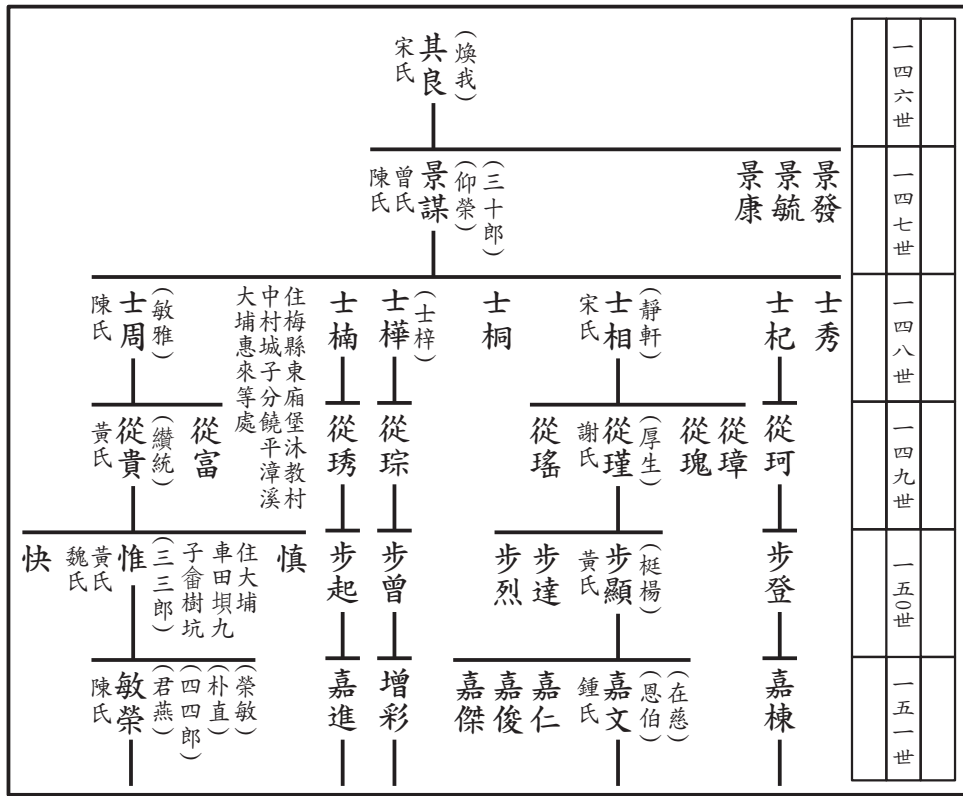 一四六世
(煥我)
其良
宋氏
一四七世
景發
景毓
景康
(三十郎)
(仰榮)
景謀
曾氏
陳氏
一四八世
士秀
士杞
(靜軒)
士相
宋氏
士桐
(士梓)
士樺
士楠
住梅縣東廂堡沐教村
中村城子分饒平漳溪
大埔惠來等處
(敏雅)
士周
陳氏
一四九世
從珂
從璋
從瑰
(厚生)
從瑾
謝氏
從瑤
從琮
從琇
從富
(纘統)
從貴
黃氏
一五0世
步登
(梃楊)
步顯
黃氏
步達
步烈
步曾
步起
慎
住大埔
車田垻九
子畬樹坑
(三三郎)
惟
黃氏
魏氏
快
一五一世
嘉棟
(在慈)
(恩伯)
嘉文
鍾氏
嘉仁
嘉俊
嘉傑
增彩
嘉進
(榮敏)
(朴直)
(四四郎)
(君燕)
敏榮
陳氏